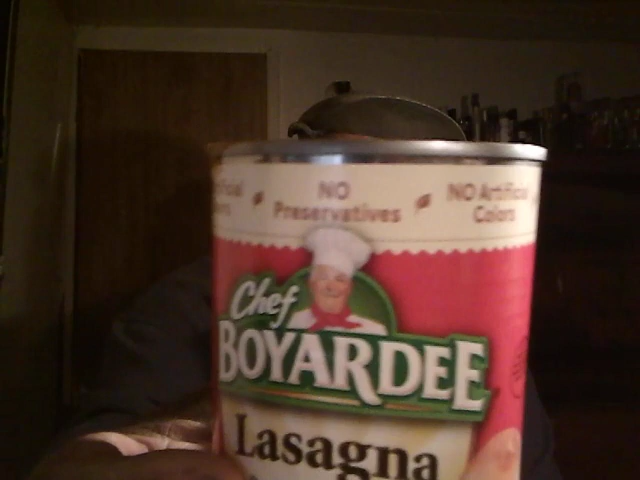 NO
Preservatives
NO Artificial
Colors
Chef
BOYARDEE
Lasagna